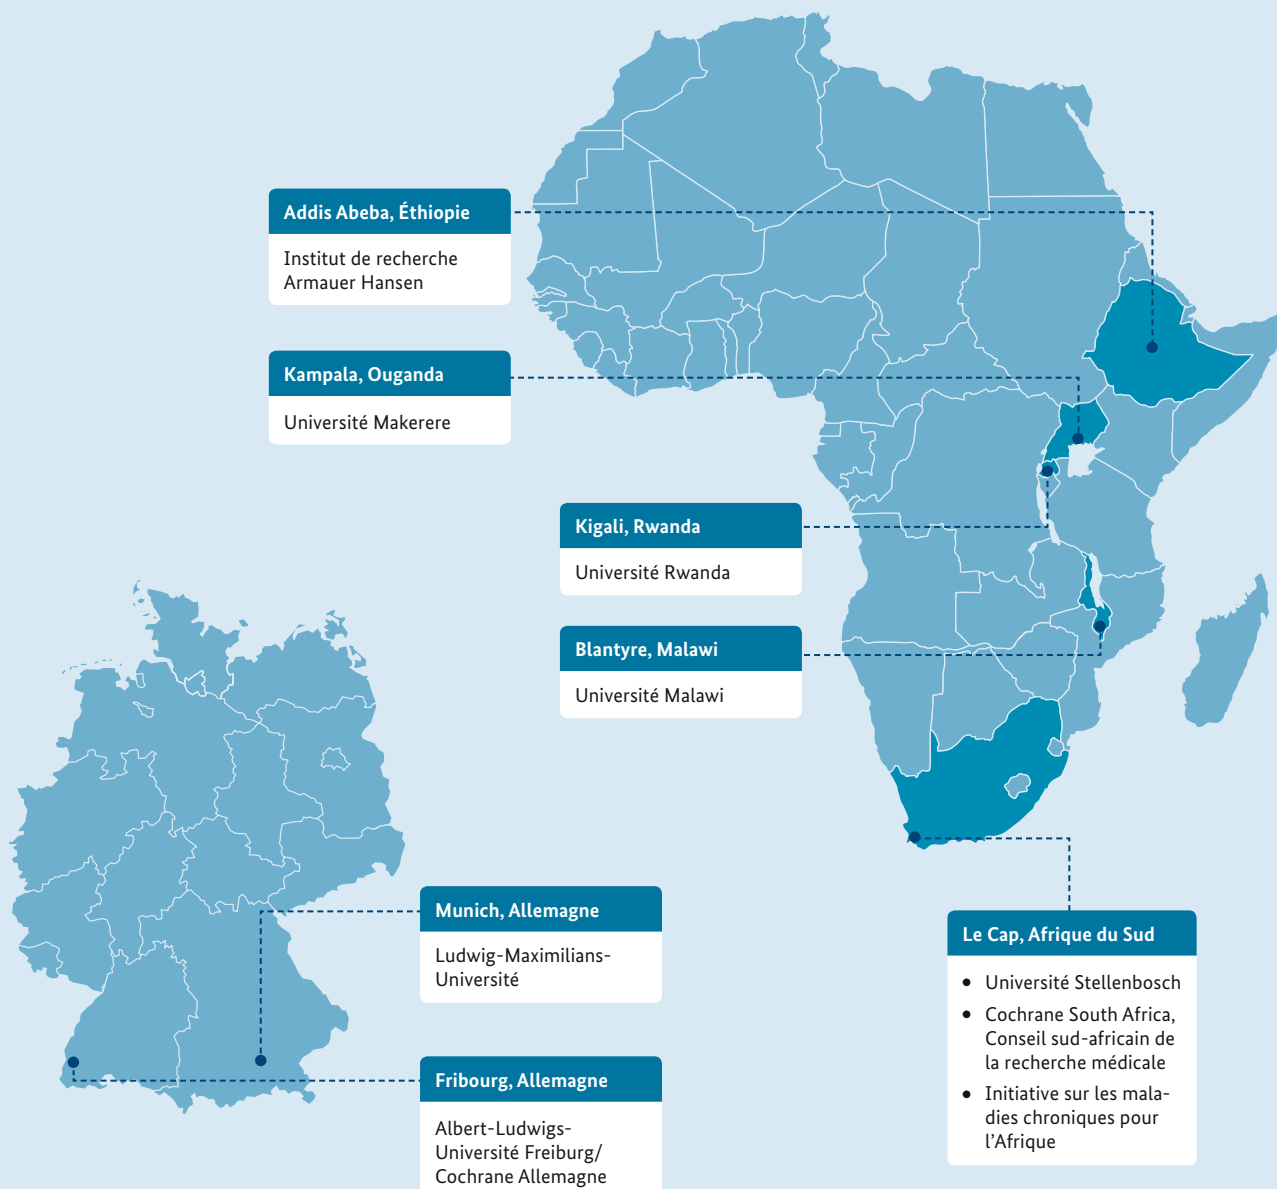 Addis Abeba, Éthiopie
Institut de recherche
Armauer Hansen
Kampala, Ouganda
Université Makerere
Kigali, Rwanda
Université Rwanda
Blantyre, Malawi
Université Malawi
Munich, Allemagne
Ludwig-Maximilians-
Université
Fribourg, Allemagne
Albert-Ludwigs-
Université Freiburg/
Cochrane Allemagne
Le Cap, Afrique du Sud
• Université Stellenbosch
• Cochrane South Africa,
Conseil sud-africain de
la recherche médicale
• Initiative sur les mala-
dies chroniques pour
l'Afrique